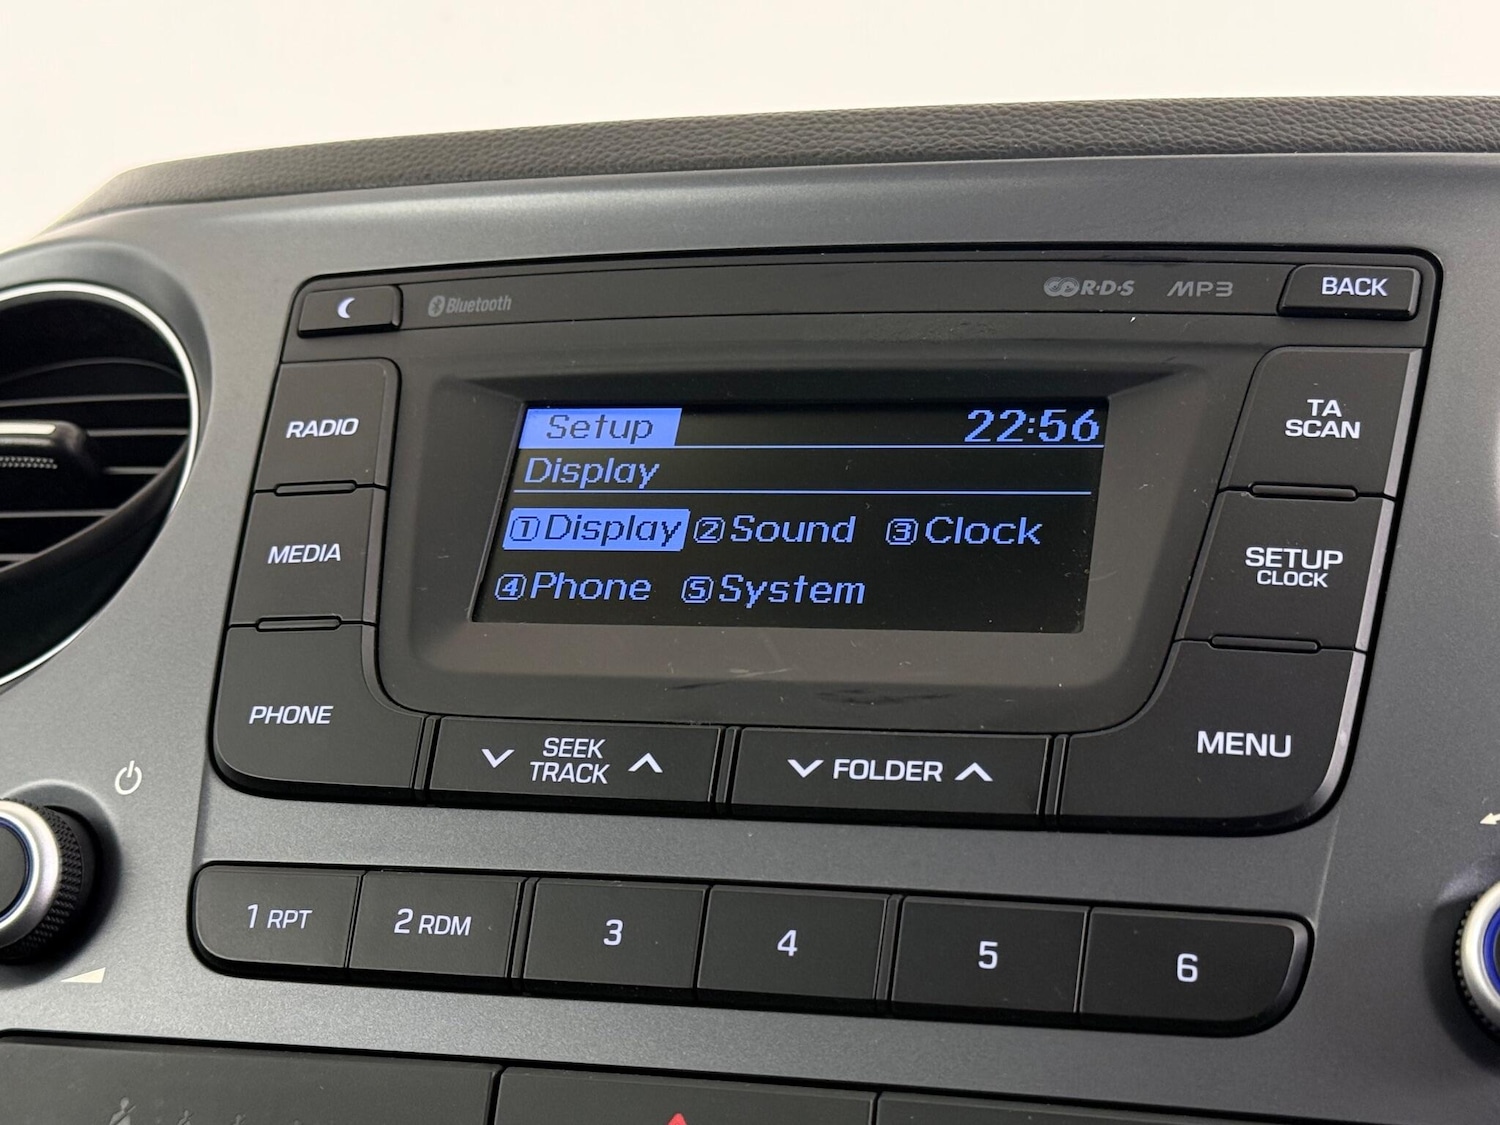 Bluetooth
R·D·S MP3
BACK
RADIO
MEDIA
PHONE
Setup 22:56
Display
①Display ②Sound ③Clock
④Phone ⑤System
TA
SCAN
SETUP
CLOCK
MENU
SEEK
TRACK
FOLDER
1 RPT 2 RDM 3 4 5 6